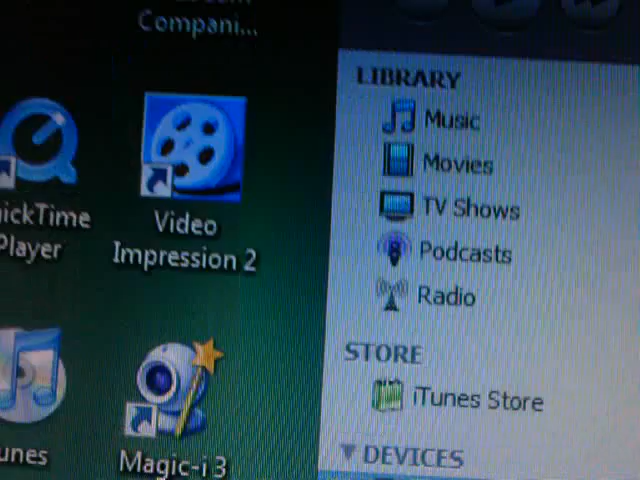 Compani...
ickTime
Player
Video
Impression 2
unes
Magic-i 3
LIBRARY
Music
Movies
TV Shows
Podcasts
Radio
STORE
iTunes Store
DEVICES